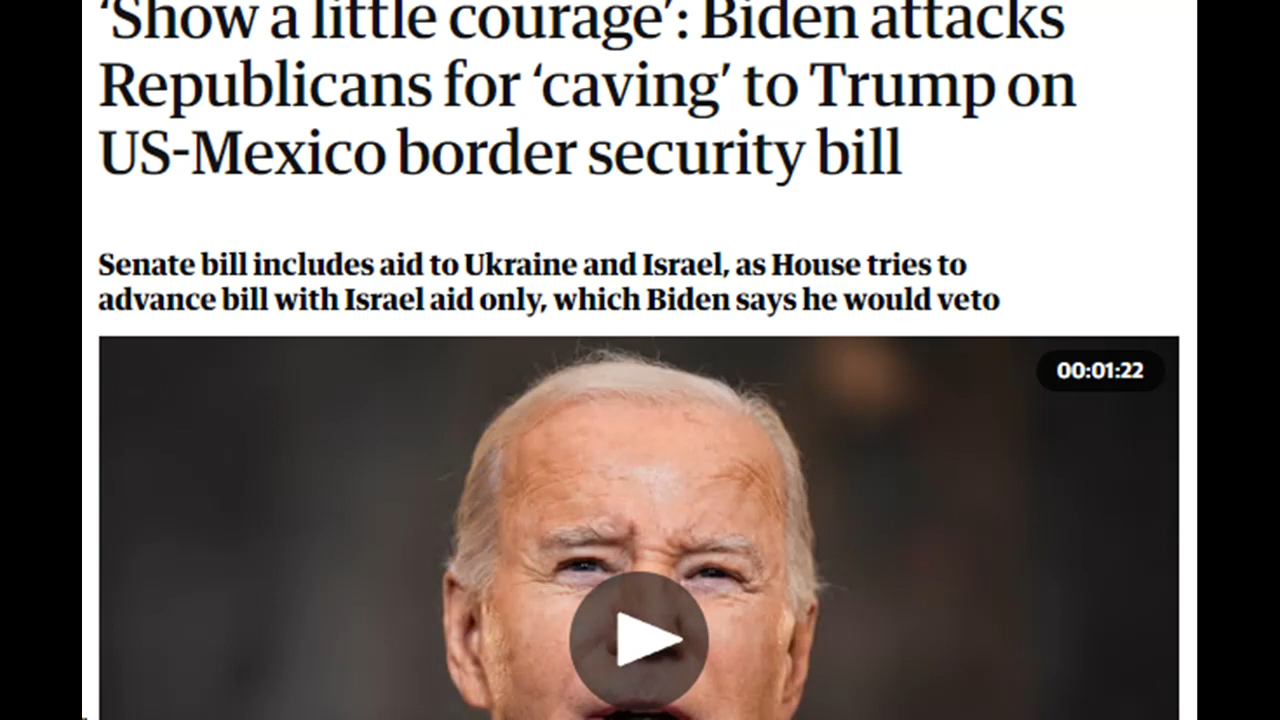 ‘Show a little courage’: Biden attacks
Republicans for ‘caving’ to Trump on
US-Mexico border security bill
Senate bill includes aid to Ukraine and Israel, as House tries to
advance bill with Israel aid only, which Biden says he would veto
00:01:22